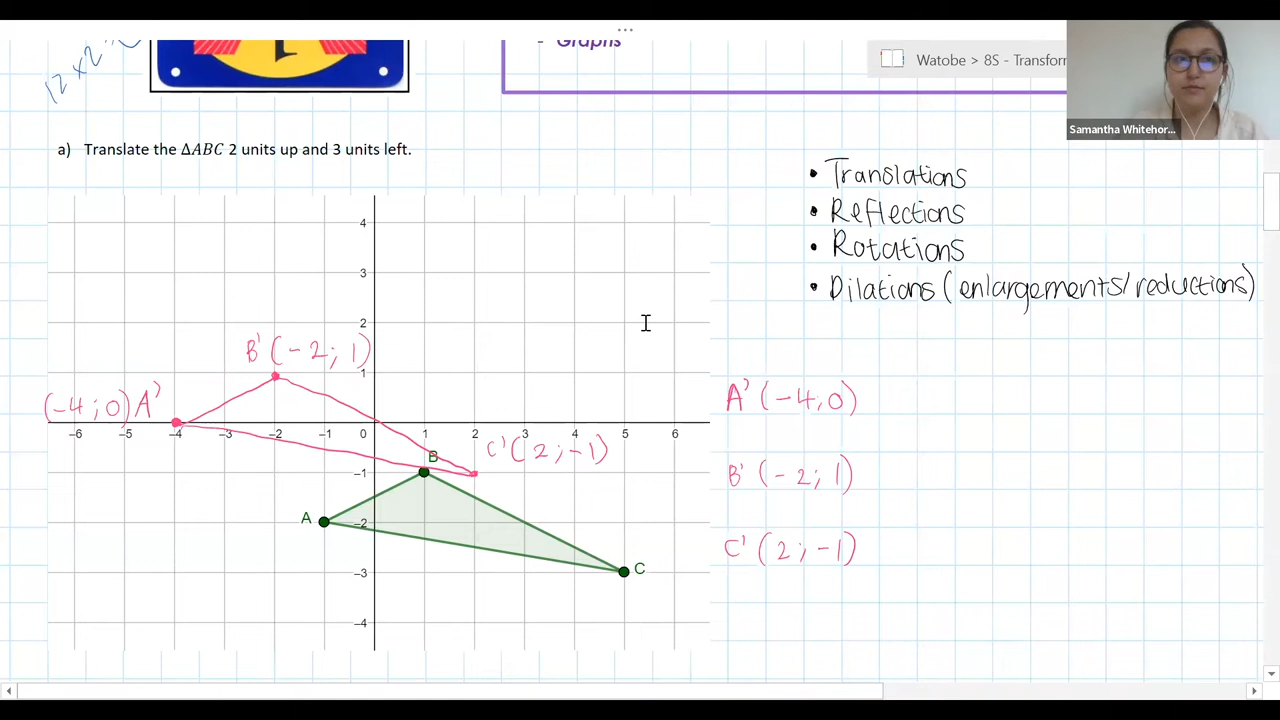 12 x 2
- Graphs
Watobe > 8S - Transform
Samantha Whitehor...
a) Translate the ΔABC 2 units up and 3 units left.
• Translations
• Reflections
• Rotations
• Dilations (enlargements/reductions)
4
3
2
1
B'(-2; 1)
(-4; 0) A'
A'(-4; 0)
-6 -5 -4 -3 -2 -1 0 1 2 3 4 5 6
C'(2; -1)
B
-1
B'(-2; 1)
A
-2
C'(2; -1)
-3
C
-4